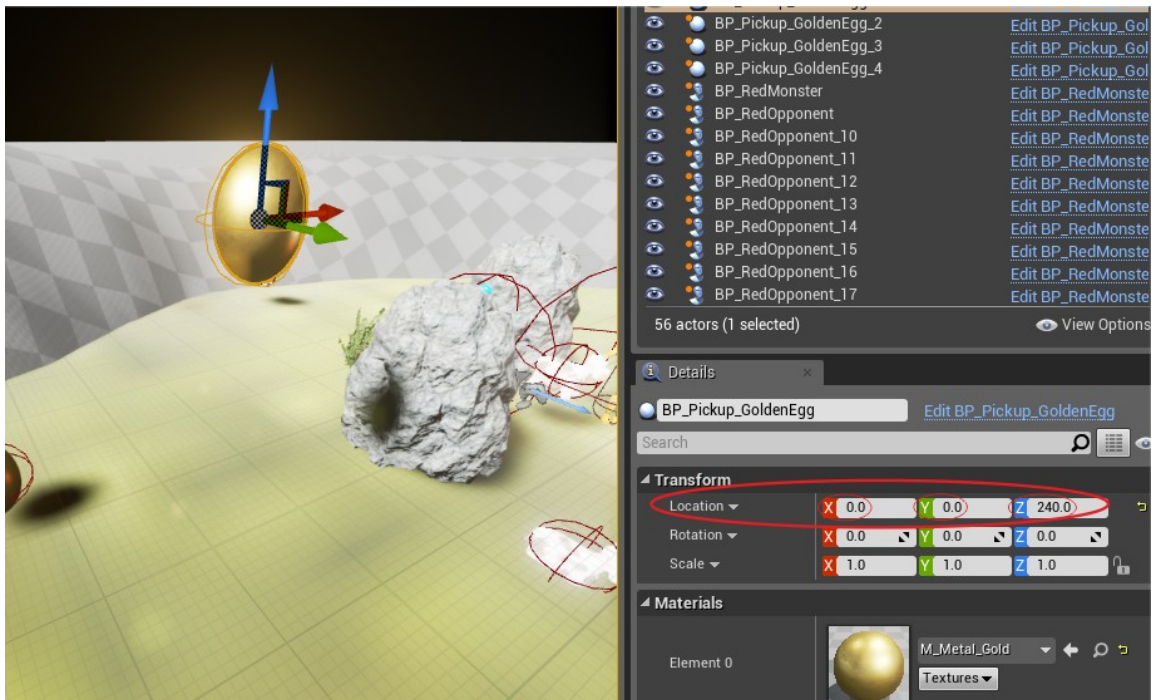 BP_Pickup_GoldenEgg_2 Edit BP_Pickup_Gol
BP_Pickup_GoldenEgg_3 Edit BP_Pickup_Gol
BP_Pickup_GoldenEgg_4 Edit BP_Pickup_Gol
BP_RedMonster Edit BP_RedMonste
BP_RedOpponent Edit BP_RedMonste
BP_RedOpponent_10 Edit BP_RedMonste
BP_RedOpponent_11 Edit BP_RedMonste
BP_RedOpponent_12 Edit BP_RedMonste
BP_RedOpponent_13 Edit BP_RedMonste
BP_RedOpponent_14 Edit BP_RedMonste
BP_RedOpponent_15 Edit BP_RedMonste
BP_RedOpponent_16 Edit BP_RedMonste
BP_RedOpponent_17 Edit BP_RedMonste
56 actors (1 selected) View Options
Details
BP_Pickup_GoldenEgg Edit BP_Pickup_GoldenEgg
Search
Transform
Location X 0.0 Y 0.0 Z 240.0
Rotation X 0.0 Y 0.0 Z 0.0
Scale X 1.0 Y 1.0 Z 1.0
Materials
Element 0 M_Metal_Gold
Textures